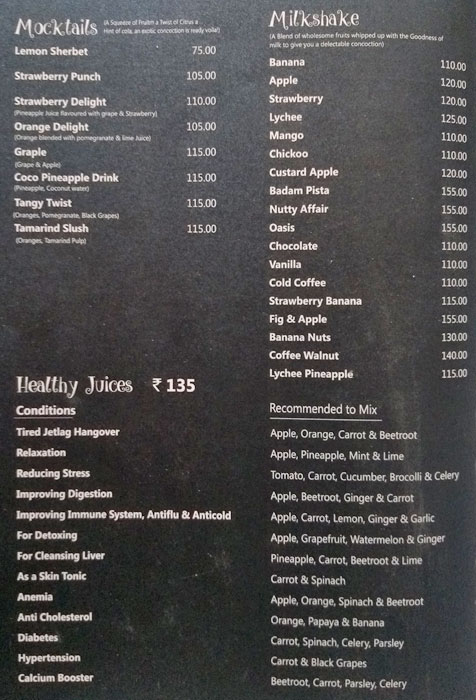 Mocktails (A Squeeze of Fruitin a Twist of Citrus a
Hint of cola, an exotic concoction is ready voila!)
Lemon Sherbet 75.00
Strawberry Punch 105.00
Strawberry Delight 110.00
(Pineapple Juice flavoured with grape & Strawberry)
Orange Delight 105.00
(Orange blended with pomegranate & lime Juice)
Graple 115.00
(Grape & Apple)
Coco Pineapple Drink 115.00
(Pineapple, Coconut water)
Tangy Twist 115.00
(Oranges, Pomegranate, Black Grapes)
Tamarind Slush 115.00
(Oranges, Tamarind Pulp)
Milkshake
(A Blend of wholesome fruits whipped up with the Goodness of
milk to give you a delectable concoction)
Banana 110.00
Apple 120.00
Strawberry 120.00
Lychee 125.00
Mango 110.00
Chickoo 110.00
Custard Apple 120.00
Badam Pista 155.00
Nutty Affair 155.00
Oasis 155.00
Chocolate 110.00
Vanilla 110.00
Cold Coffee 110.00
Strawberry Banana 115.00
Fig & Apple 155.00
Banana Nuts 130.00
Coffee Walnut 140.00
Lychee Pineapple 115.00
Healthy Juices ₹ 135
Conditions Recommended to Mix
Tired Jetlag Hangover Apple, Orange, Carrot & Beetroot
Relaxation Apple, Pineapple, Mint & Lime
Reducing Stress Tomato, Carrot, Cucumber, Brocolli & Celery
Improving Digestion Apple, Beetroot, Ginger & Carrot
Improving Immune System, Antiflu & Anticold Apple, Carrot, Lemon, Ginger & Garlic
For Detoxing Apple, Grapefruit, Watermelon & Ginger
For Cleansing Liver Pineapple, Carrot, Beetroot & Lime
As a Skin Tonic Carrot & Spinach
Anemia Apple, Orange, Spinach & Beetroot
Anti Cholesterol Orange, Papaya & Banana
Diabetes Carrot, Spinach, Celery, Parsley
Hypertension Carrot & Black Grapes
Calcium Booster Beetroot, Carrot, Parsley, Celery